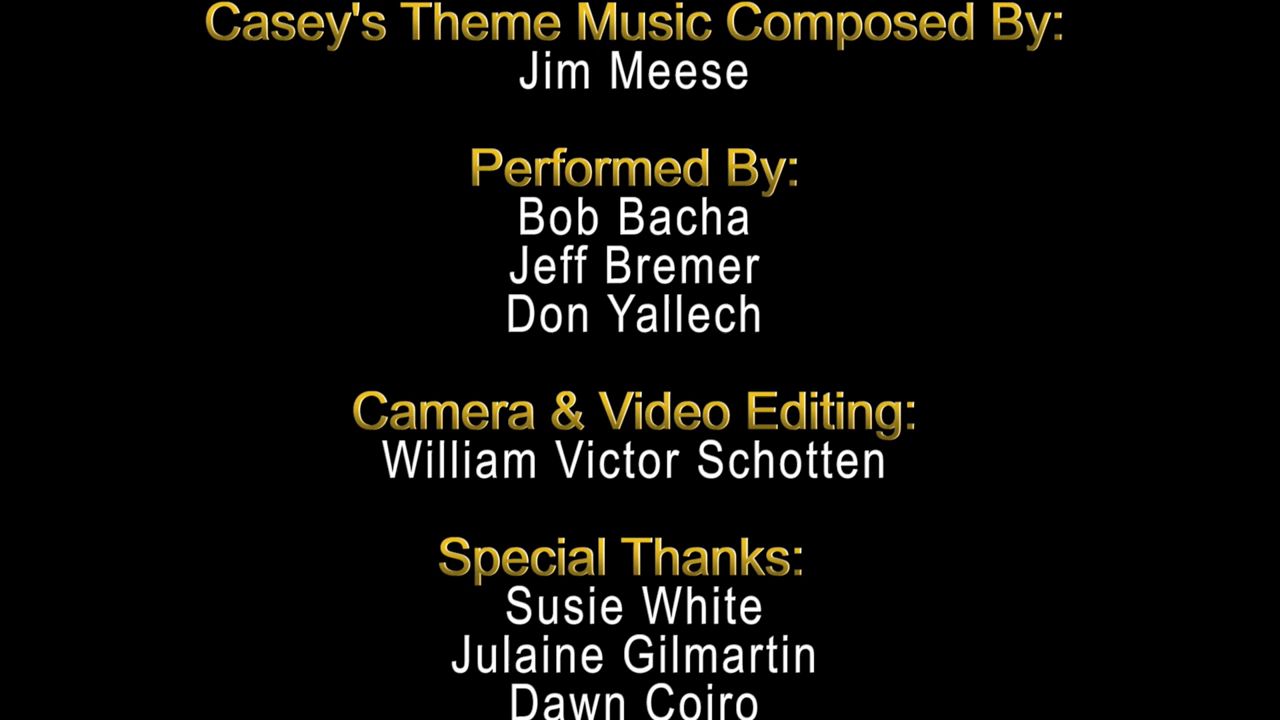 Casey's Theme Music Composed By:
Jim Meese
Performed By:
Bob Bacha
Jeff Bremer
Don Yallech
Camera & Video Editing:
William Victor Schotten
Special Thanks:
Susie White
Julaine Gilmartin
Dawn Coiro